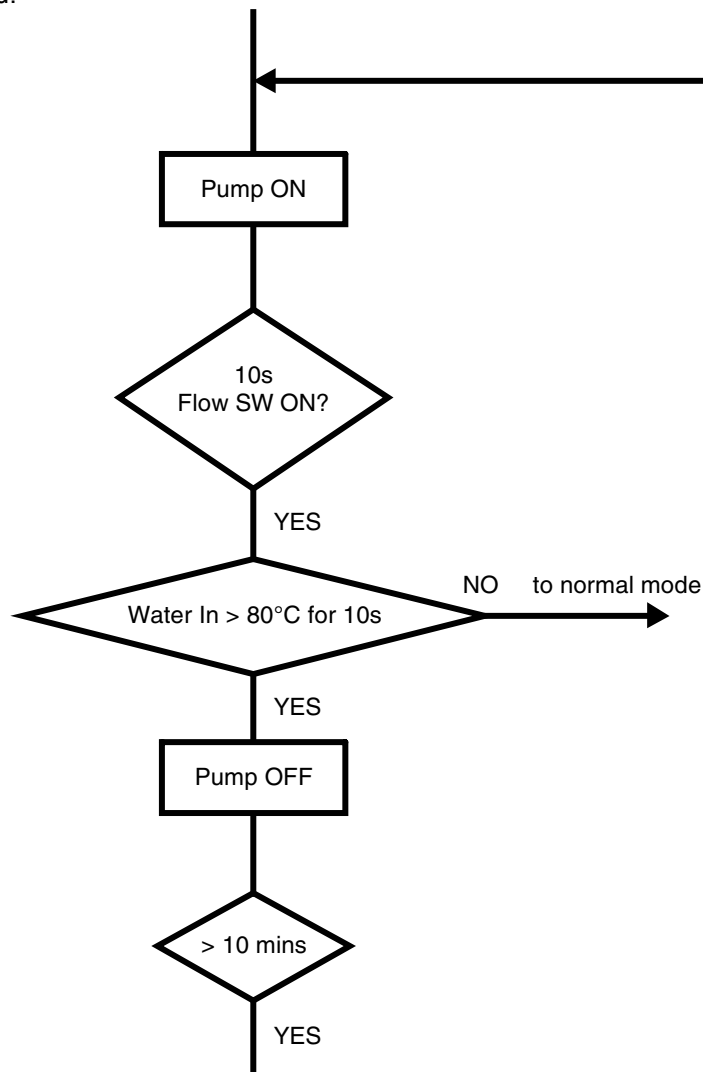 Pump ON
10s
Flow SW ON?
YES
Water In > 80°C for 10s
NO to normal mode
YES
Pump OFF
> 10 mins
YES